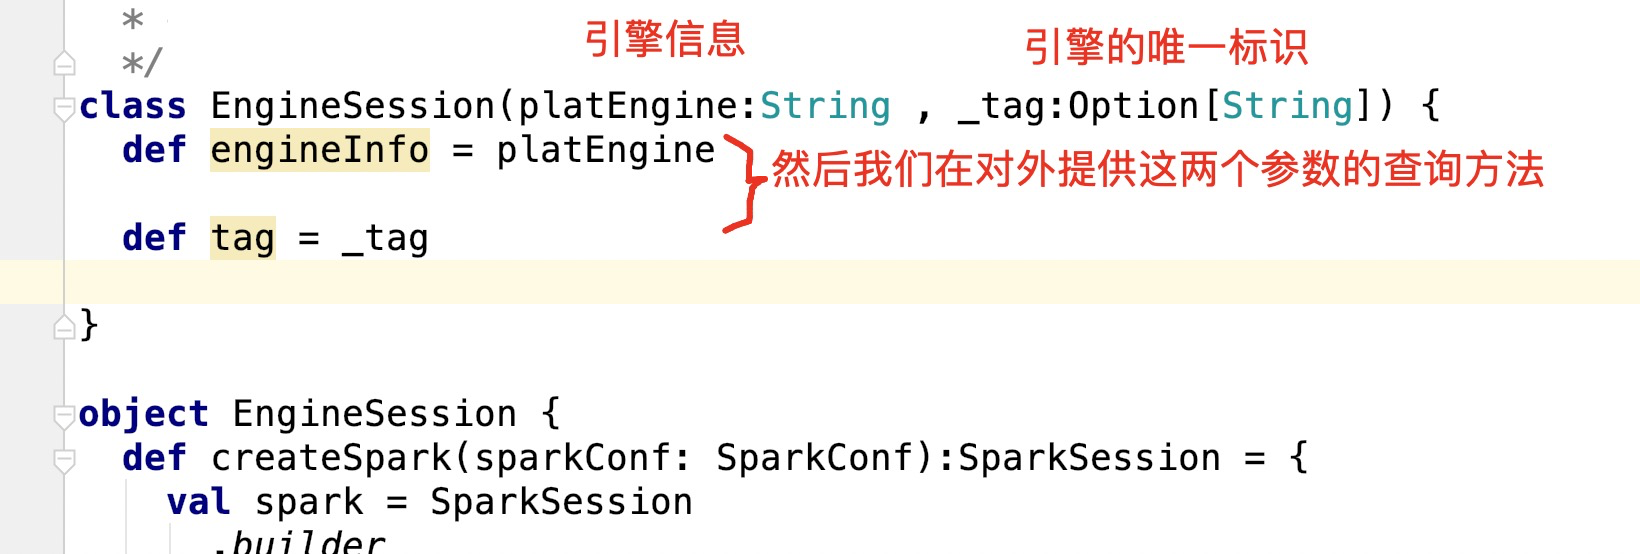 *
引擎信息 引擎的唯一标识
*/
class EngineSession(platEngine:String , _tag:Option[String]) {
def engineInfo = platEngine
然后我们在对外提供这两个参数的查询方法
def tag = _tag
}
object EngineSession {
def createSpark(sparkConf: SparkConf):SparkSession = {
val spark = SparkSession
.builder